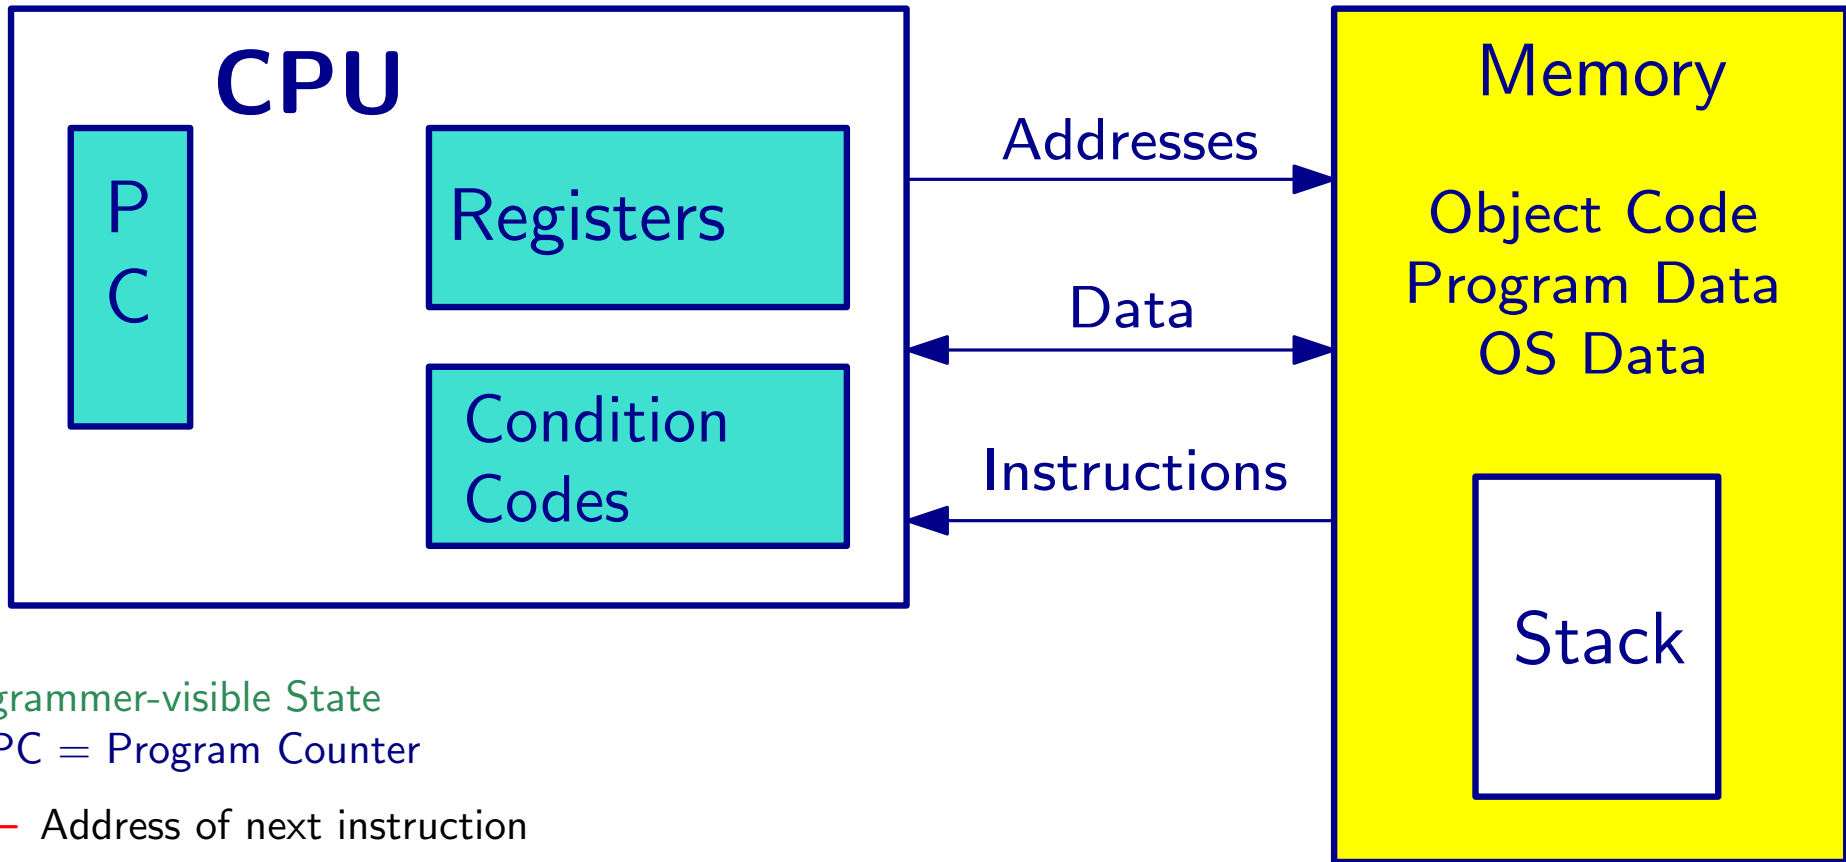 CPU
P
C
Registers
Condition
Codes
Addresses
Data
Instructions
Memory
Object Code
Program Data
OS Data
Stack
grammer-visible State
PC = Program Counter
– Address of next instruction